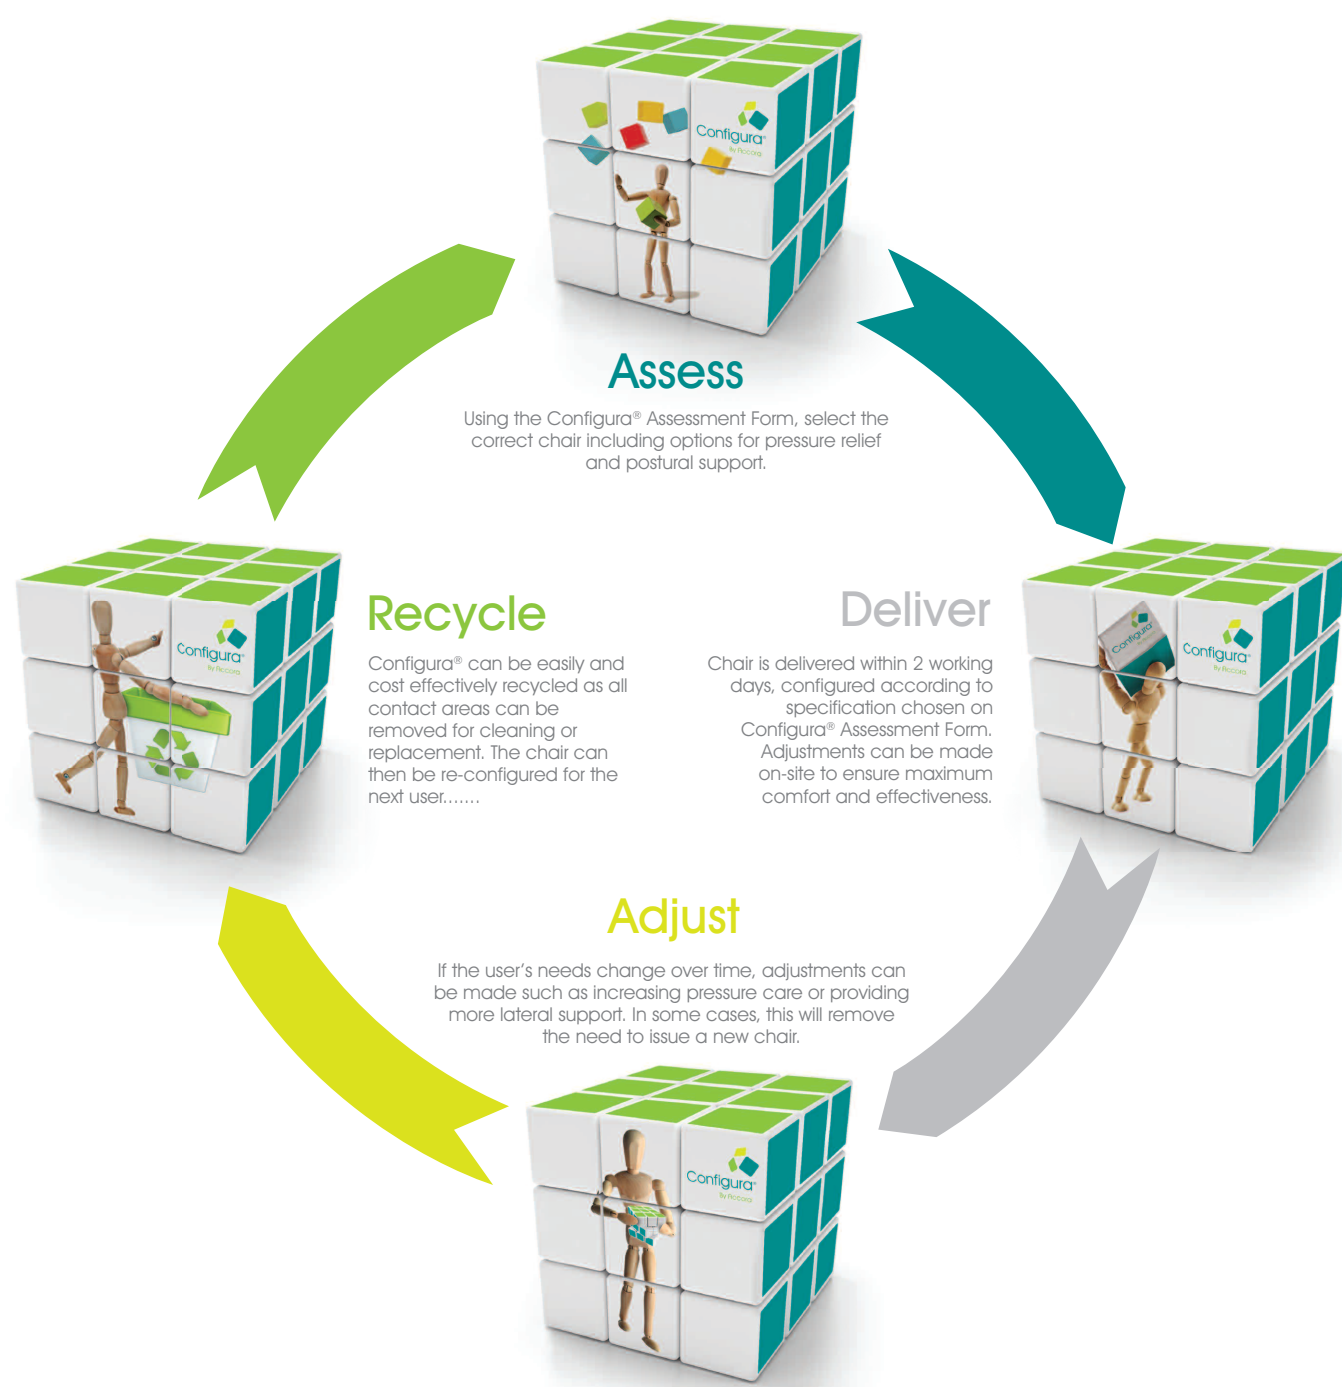 Configura®
By Accora
Assess
Using the Configura® Assessment Form, select the
correct chair including options for pressure relief
and postural support.
Configura®
By Accora
Recycle
Configura® can be easily and
cost effectively recycled as all
contact areas can be
removed for cleaning or
replacement. The chair can
then be re-configured for the
next user.......
Deliver
Chair is delivered within 2 working
days, configured according to
specification chosen on
Configura® Assessment Form.
Adjustments can be made
on-site to ensure maximum
comfort and effectiveness.
Configura
Configura®
By Accora
Adjust
If the user's needs change over time, adjustments can
be made such as increasing pressure care or providing
more lateral support. In some cases, this will remove
the need to issue a new chair.
Configura®
By Accora